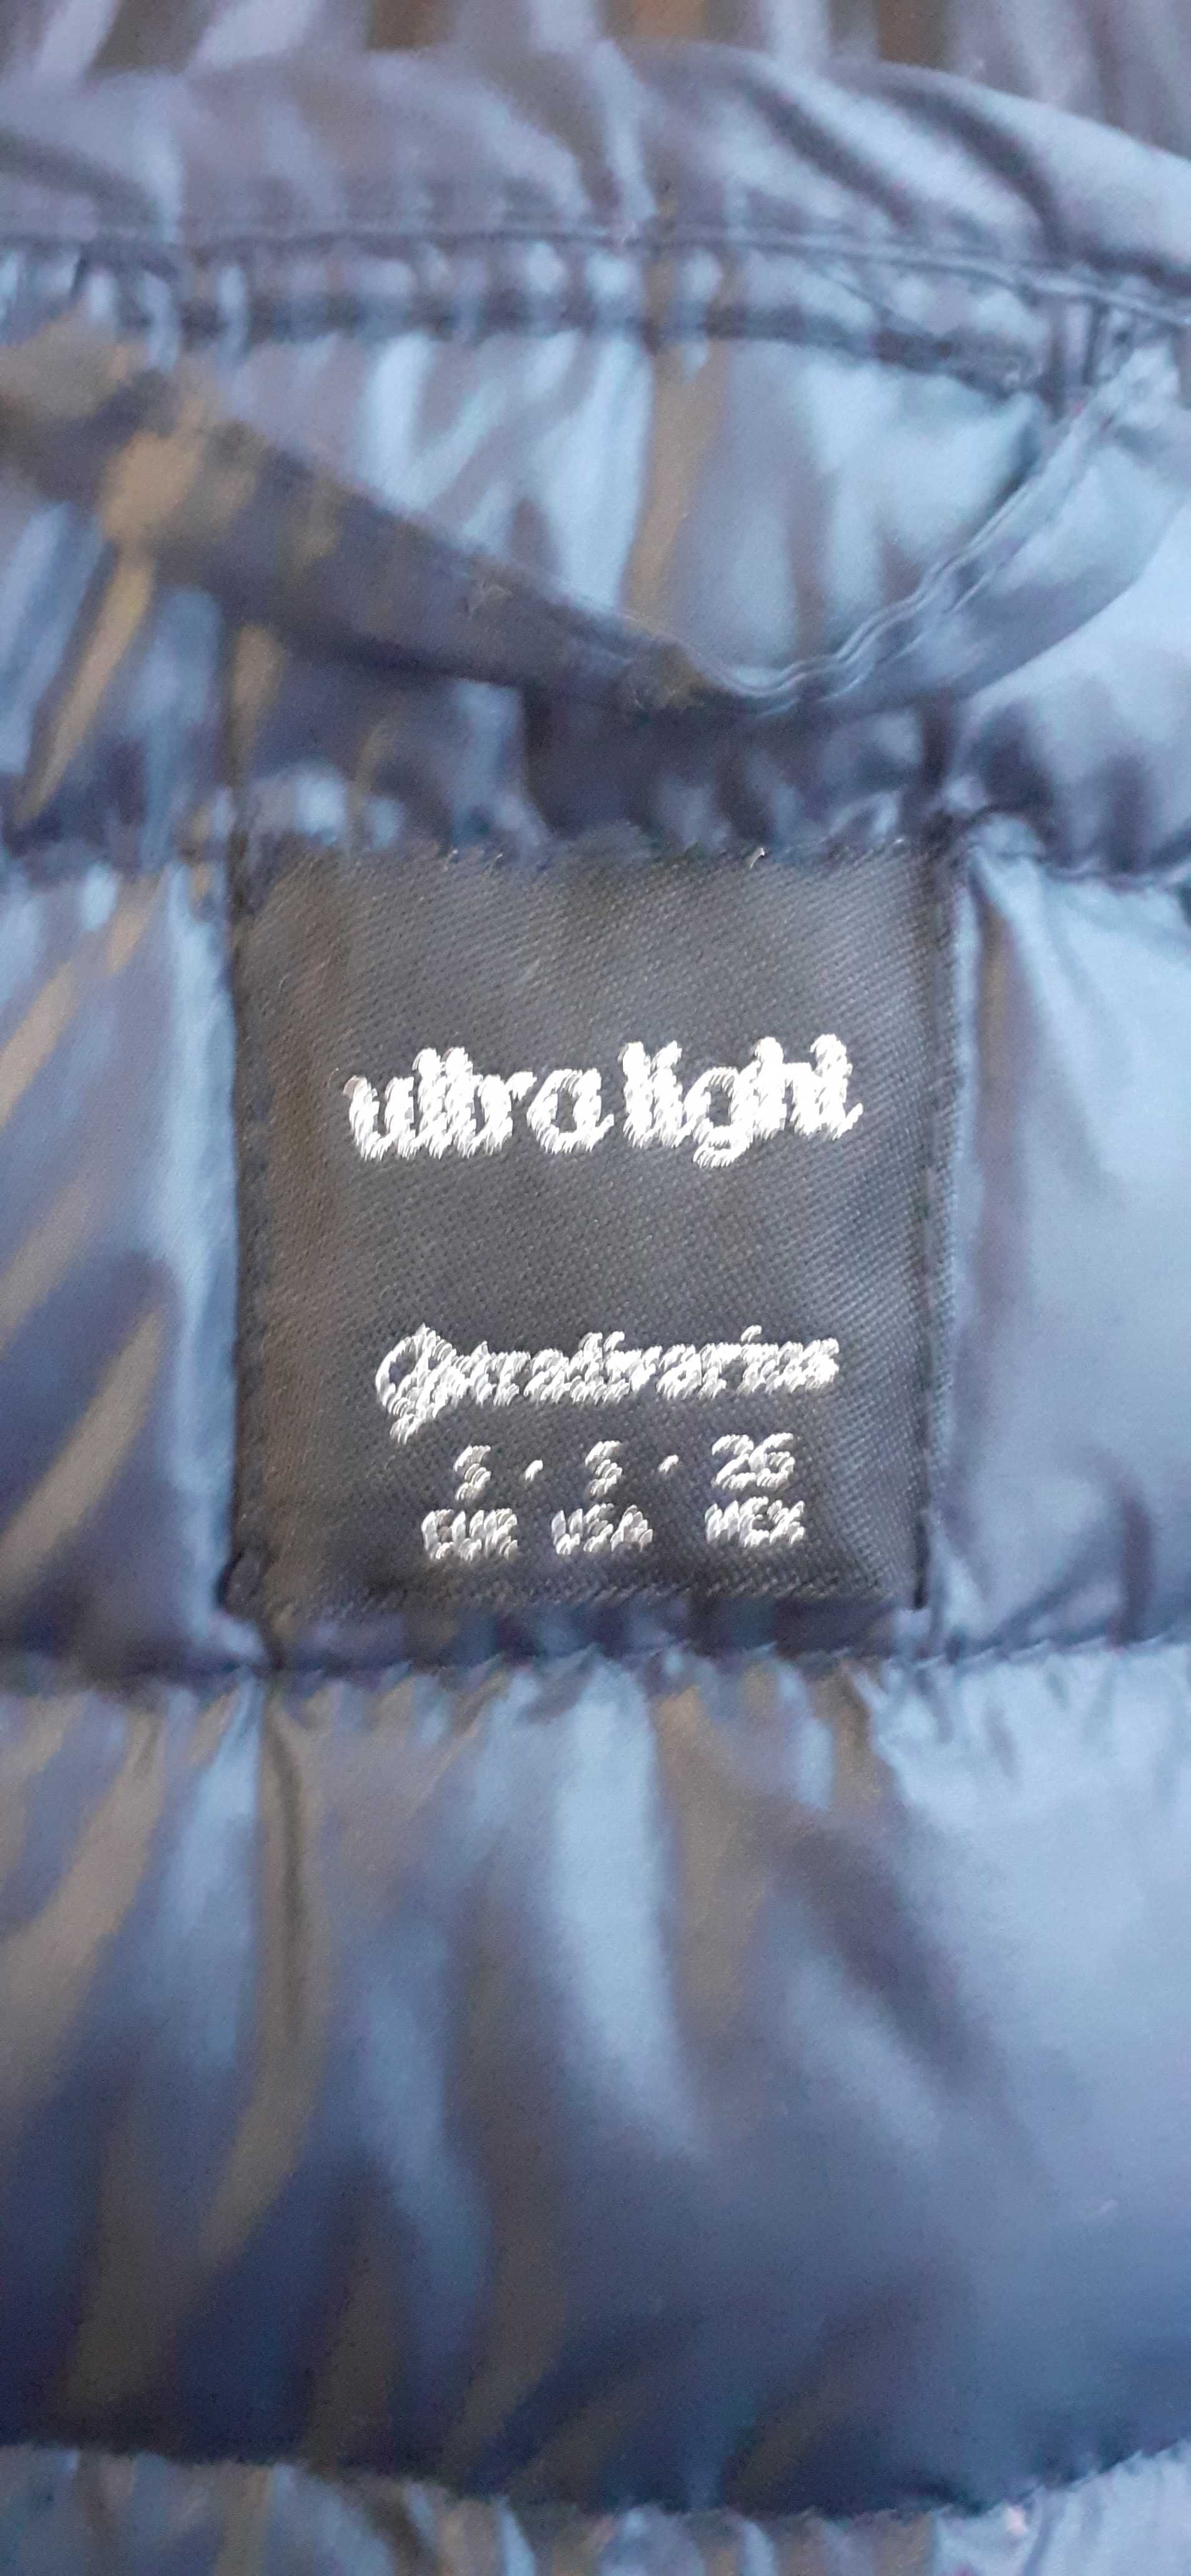 ultra light
Stradivarius
S · S · 26
EUR USA MEX